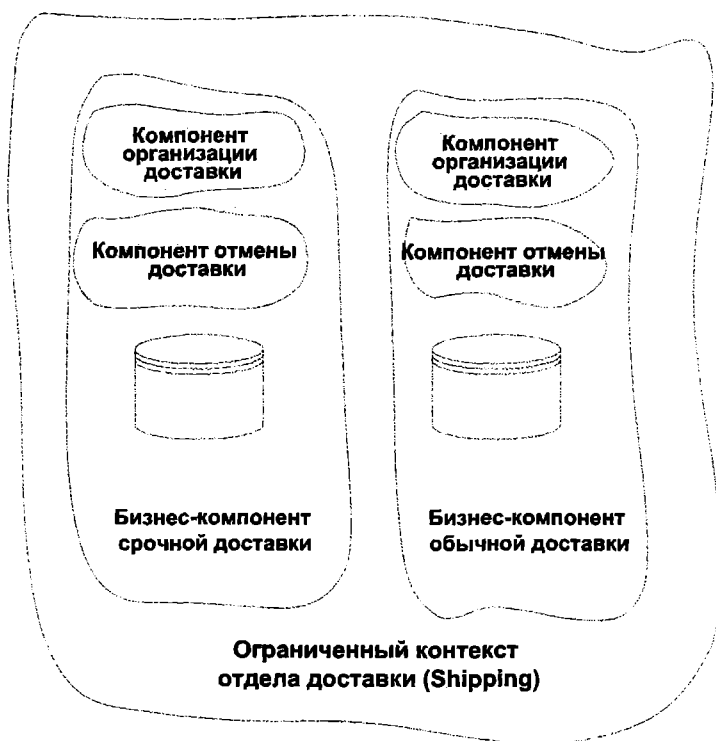 Компонент
организации
доставки
Компонент отмены
доставки
Бизнес-компонент
срочной доставки
Компонент
организации
доставки
Компонент отмены
доставки
Бизнес-компонент
обычной доставки
Ограниченный контекст
отдела доставки (Shipping)